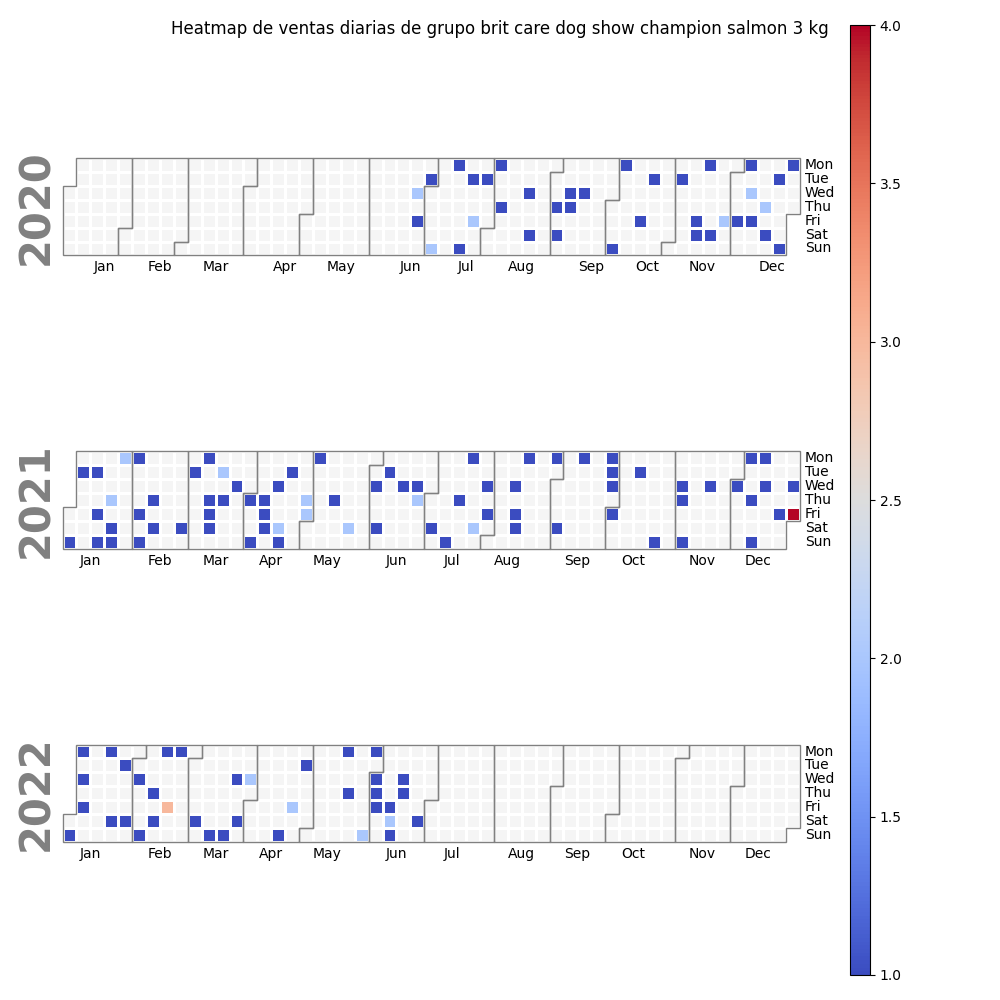 Heatmap de ventas diarias de grupo brit care dog show champion salmon 3 kg
4.0
3.5
3.0
2.5
2.0
1.5
1.0
2020
Mon
Tue
Wed
Thu
Fri
Sat
Sun
Jan Feb Mar Apr May Jun Jul Aug Sep Oct Nov Dec
2021
Mon
Tue
Wed
Thu
Fri
Sat
Sun
Jan Feb Mar Apr May Jun Jul Aug Sep Oct Nov Dec
2022
Mon
Tue
Wed
Thu
Fri
Sat
Sun
Jan Feb Mar Apr May Jun Jul Aug Sep Oct Nov Dec